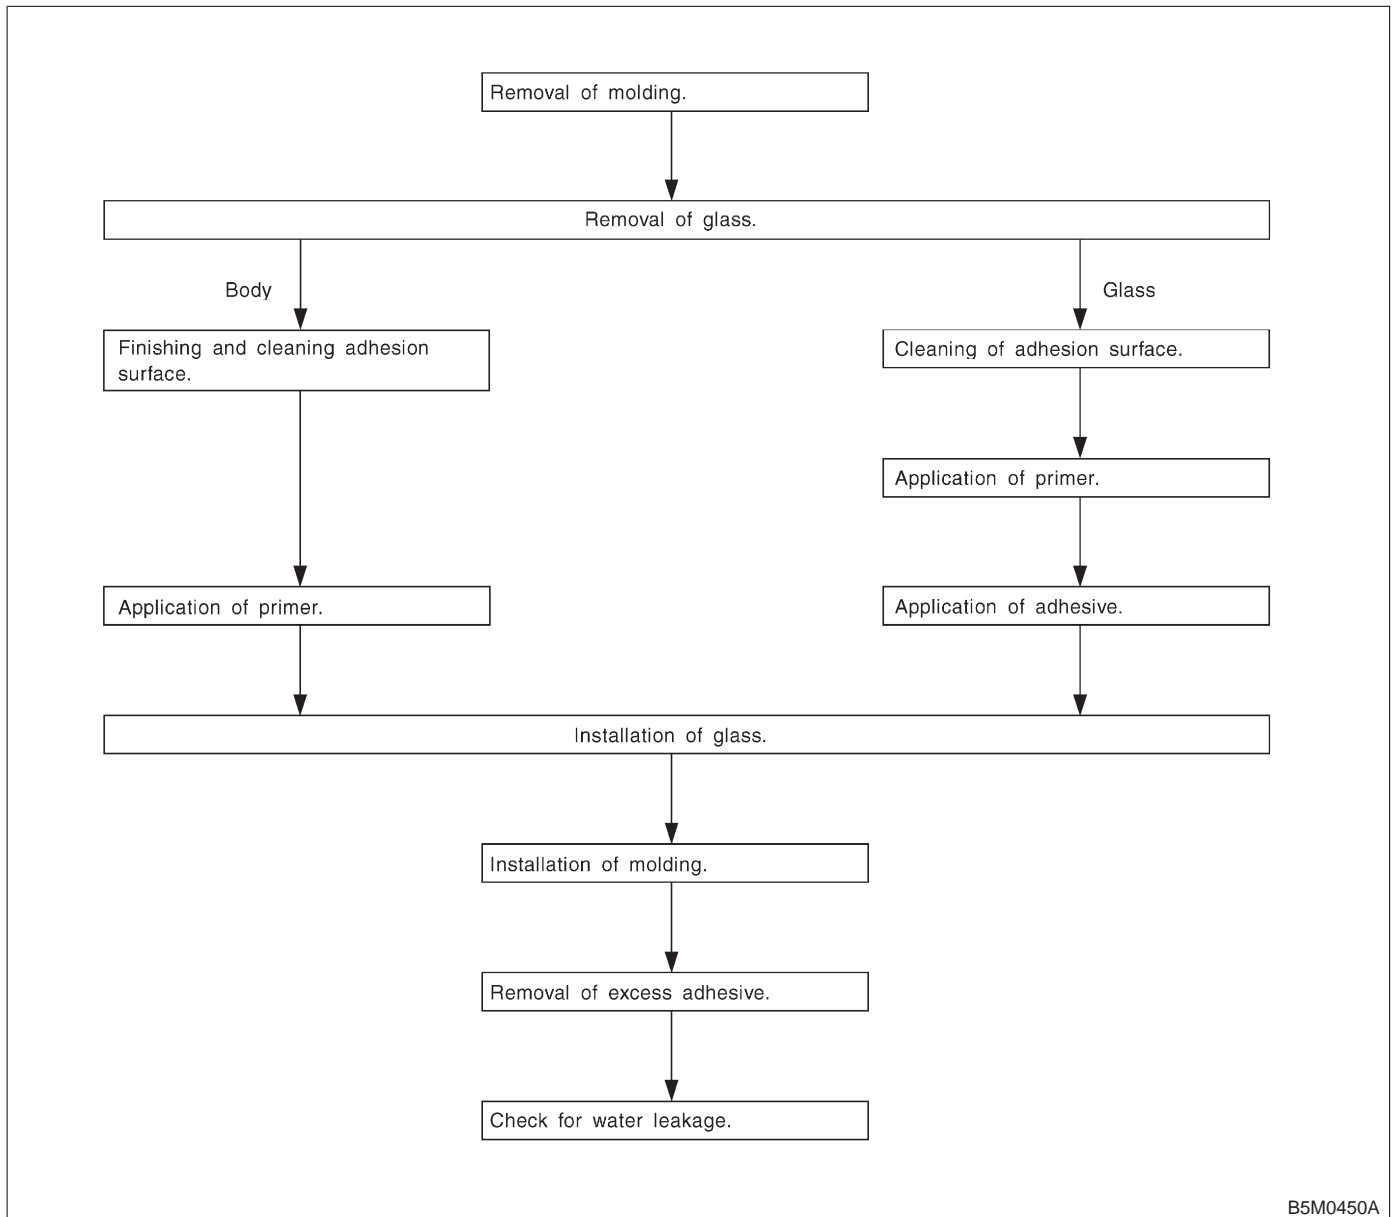 Removal of molding.
Removal of glass.
Body
Glass
Finishing and cleaning adhesion
surface.
Cleaning of adhesion surface.
Application of primer.
Application of primer.
Application of adhesive.
Installation of glass.
Installation of molding.
Removal of excess adhesive.
Check for water leakage.
B5M0450A